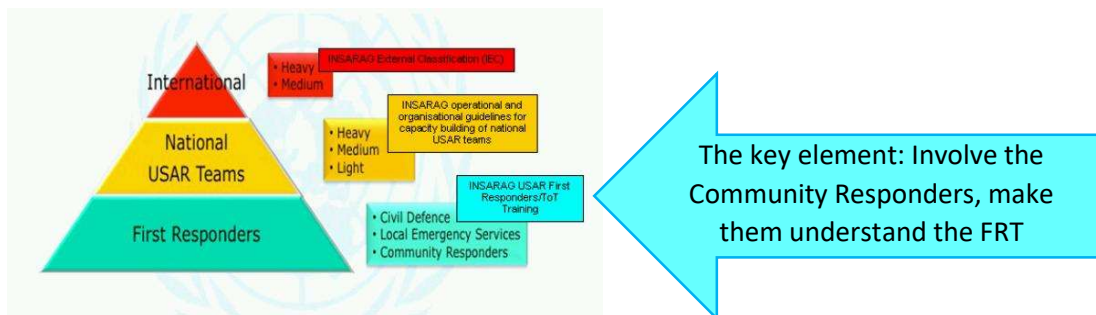 International
• Heavy
• Medium
INSARAG External Classification (IEC)
National
USAR Teams
• Heavy
• Medium
• Light
INSARAG operational and
organisational guidelines for
capacity building of national
USAR teams
First Responders
• Civil Defence
• Local Emergency Services
• Community Responders
INSARAG USAR First
Responders/ToT
Training
The key element: Involve the
Community Responders, make
them understand the FRT